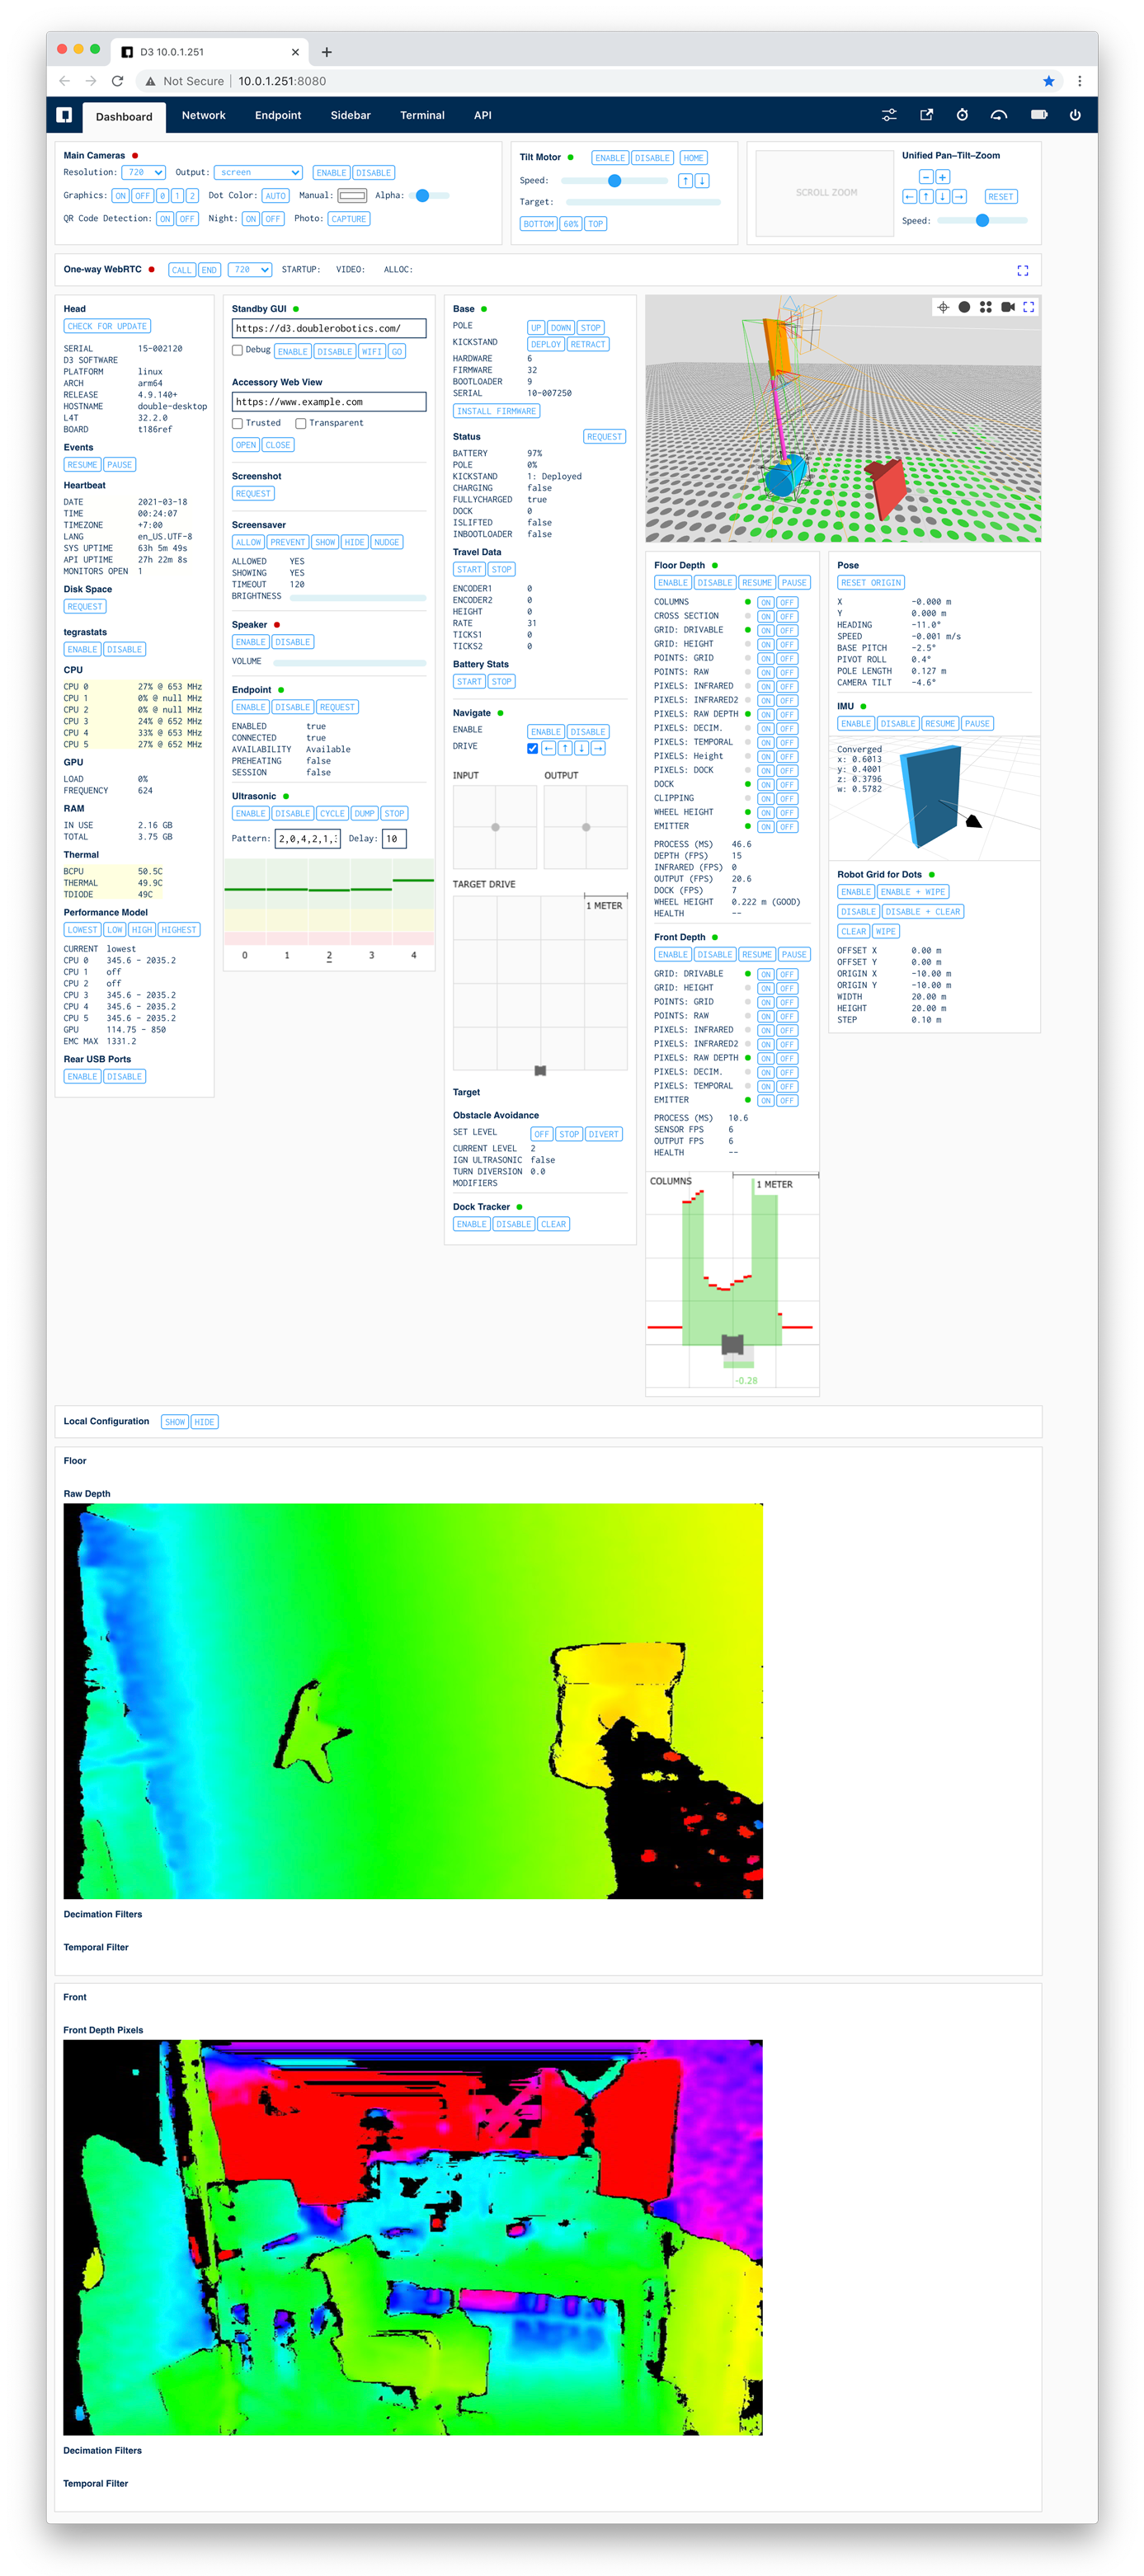 D3 10.0.1.251
Not Secure | 10.0.1.251:8080
Dashboard Network Endpoint Sidebar Terminal API
Main Cameras
Resolution: 720 Output: screen ENABLE DISABLE
Graphics: ON OFF 0 1 2 Dot Color: AUTO Manual: Alpha:
QR Code Detection: ON OFF Night: ON OFF Photo: CAPTURE
Tilt Motor ENABLE DISABLE HOME
Speed: ↑ ↓
Target:
BOTTOM 60% TOP
SCROLL ZOOM
Unified Pan–Tilt–Zoom
− +
← ↑ ↓ → RESET
Speed:
One-way WebRTC CALL END 720 STARTUP: VIDEO: ALLOC:
Head
CHECK FOR UPDATE
SERIAL 15-002120
D3 SOFTWARE
PLATFORM linux
ARCH arm64
RELEASE 4.9.140+
HOSTNAME double-desktop
L4T 32.2.0
BOARD t186ref
Events
RESUME PAUSE
Heartbeat
DATE 2021-03-18
TIME 00:24:07
TIMEZONE +7:00
LANG en_US.UTF-8
SYS UPTIME 63h 5m 49s
API UPTIME 27h 22m 8s
MONITORS OPEN 1
Disk Space
REQUEST
tegrastats
ENABLE DISABLE
CPU
CPU 0 27% @ 653 MHz
CPU 1 0% @ null MHz
CPU 2 0% @ null MHz
CPU 3 24% @ 652 MHz
CPU 4 33% @ 653 MHz
CPU 5 27% @ 652 MHz
GPU
LOAD 0%
FREQUENCY 624
RAM
IN USE 2.16 GB
TOTAL 3.75 GB
Thermal
BCPU 50.5C
THERMAL 49.9C
TDIODE 49C
Performance Model
LOWEST LOW HIGH HIGHEST
CURRENT lowest
CPU 0 345.6 - 2035.2
CPU 1 off
CPU 2 off
CPU 3 345.6 - 2035.2
CPU 4 345.6 - 2035.2
CPU 5 345.6 - 2035.2
GPU 114.75 - 850
EMC MAX 1331.2
Rear USB Ports
ENABLE DISABLE
Standby GUI
https://d3.doublerobotics.com/
Debug ENABLE DISABLE WIFI GO
Accessory Web View
https://www.example.com
Trusted Transparent
OPEN CLOSE
Screenshot
REQUEST
Screensaver
ALLOW PREVENT SHOW HIDE NUDGE
ALLOWED YES
SHOWING YES
TIMEOUT 120
BRIGHTNESS
Speaker
ENABLE DISABLE
VOLUME
Endpoint
ENABLE DISABLE REQUEST
ENABLED true
CONNECTED true
AVAILABILITY Available
PREHEATING false
SESSION false
Ultrasonic
ENABLE DISABLE CYCLE DUMP STOP
Pattern: 2,0,4,2,1,3 Delay: 10
0 1 2 3 4
Base
POLE UP DOWN STOP
KICKSTAND DEPLOY RETRACT
HARDWARE 6
FIRMWARE 32
BOOTLOADER 9
SERIAL 10-007250
INSTALL FIRMWARE
Status REQUEST
BATTERY 97%
POLE 0%
KICKSTAND 1: Deployed
CHARGING false
FULLYCHARGED true
DOCK 0
ISLIFTED false
INBOOTLOADER false
Travel Data
START STOP
ENCODER1 0
ENCODER2 0
HEIGHT 0
RATE 31
TICKS1 0
TICKS2 0
Battery Stats
START STOP
Navigate
ENABLE ENABLE DISABLE
DRIVE ← ↑ ↓ →
INPUT OUTPUT
TARGET DRIVE
1 METER
Target
Obstacle Avoidance
SET LEVEL OFF STOP DIVERT
CURRENT LEVEL 2
IGN ULTRASONIC false
TURN DIVERSION 0.0
MODIFIERS
Dock Tracker
ENABLE DISABLE CLEAR
Floor Depth
ENABLE DISABLE RESUME PAUSE
COLUMNS ON OFF
CROSS SECTION ON OFF
GRID: DRIVABLE ON OFF
GRID: HEIGHT ON OFF
POINTS: GRID ON OFF
POINTS: RAW ON OFF
PIXELS: INFRARED ON OFF
PIXELS: INFRARED2 ON OFF
PIXELS: RAW DEPTH ON OFF
PIXELS: DECIM. ON OFF
PIXELS: TEMPORAL ON OFF
PIXELS: Height ON OFF
PIXELS: DOCK ON OFF
DOCK ON OFF
CLIPPING ON OFF
WHEEL HEIGHT ON OFF
EMITTER ON OFF
PROCESS (MS) 46.6
DEPTH (FPS) 15
INFRARED (FPS) 0
OUTPUT (FPS) 20.6
DOCK (FPS) 7
WHEEL HEIGHT 0.222 m (GOOD)
HEALTH --
Front Depth
ENABLE DISABLE RESUME PAUSE
GRID: DRIVABLE ON OFF
GRID: HEIGHT ON OFF
POINTS: GRID ON OFF
POINTS: RAW ON OFF
PIXELS: INFRARED ON OFF
PIXELS: INFRARED2 ON OFF
PIXELS: RAW DEPTH ON OFF
PIXELS: DECIM. ON OFF
PIXELS: TEMPORAL ON OFF
EMITTER ON OFF
PROCESS (MS) 10.6
SENSOR FPS 6
OUTPUT FPS 6
HEALTH --
COLUMNS 1 METER
-0.28
Pose
RESET ORIGIN
X -0.000 m
Y 0.000 m
HEADING -11.0°
SPEED -0.001 m/s
BASE PITCH -2.5°
PIVOT ROLL 0.4°
POLE LENGTH 0.127 m
CAMERA TILT -4.6°
IMU
ENABLE DISABLE RESUME PAUSE
Converged
x: 0.6013
y: 0.4001
z: 0.3796
w: 0.5782
Robot Grid for Dots
ENABLE ENABLE + WIPE
DISABLE DISABLE + CLEAR
CLEAR WIPE
OFFSET X 0.00 m
OFFSET Y 0.00 m
ORIGIN X -10.00 m
ORIGIN Y -10.00 m
WIDTH 20.00 m
HEIGHT 20.00 m
STEP 0.10 m
Local Configuration SHOW HIDE
Floor
Raw Depth
Decimation Filters
Temporal Filter
Front
Front Depth Pixels
Decimation Filters
Temporal Filter